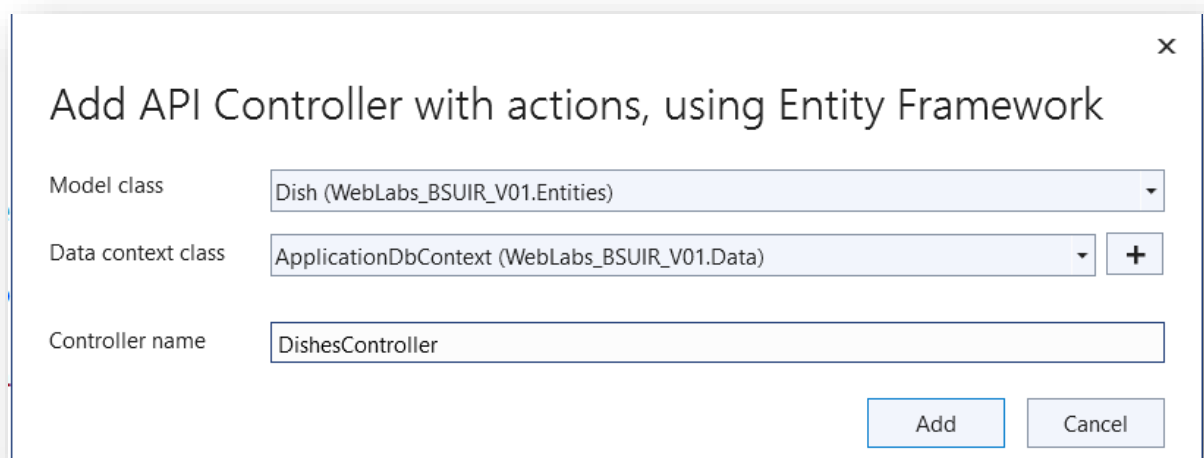 ×
Add API Controller with actions, using Entity Framework
Model class
Dish (WebLabs_BSUIR_V01.Entities)
Data context class
ApplicationDbContext (WebLabs_BSUIR_V01.Data)
+
Controller name
DishesController
Add
Cancel